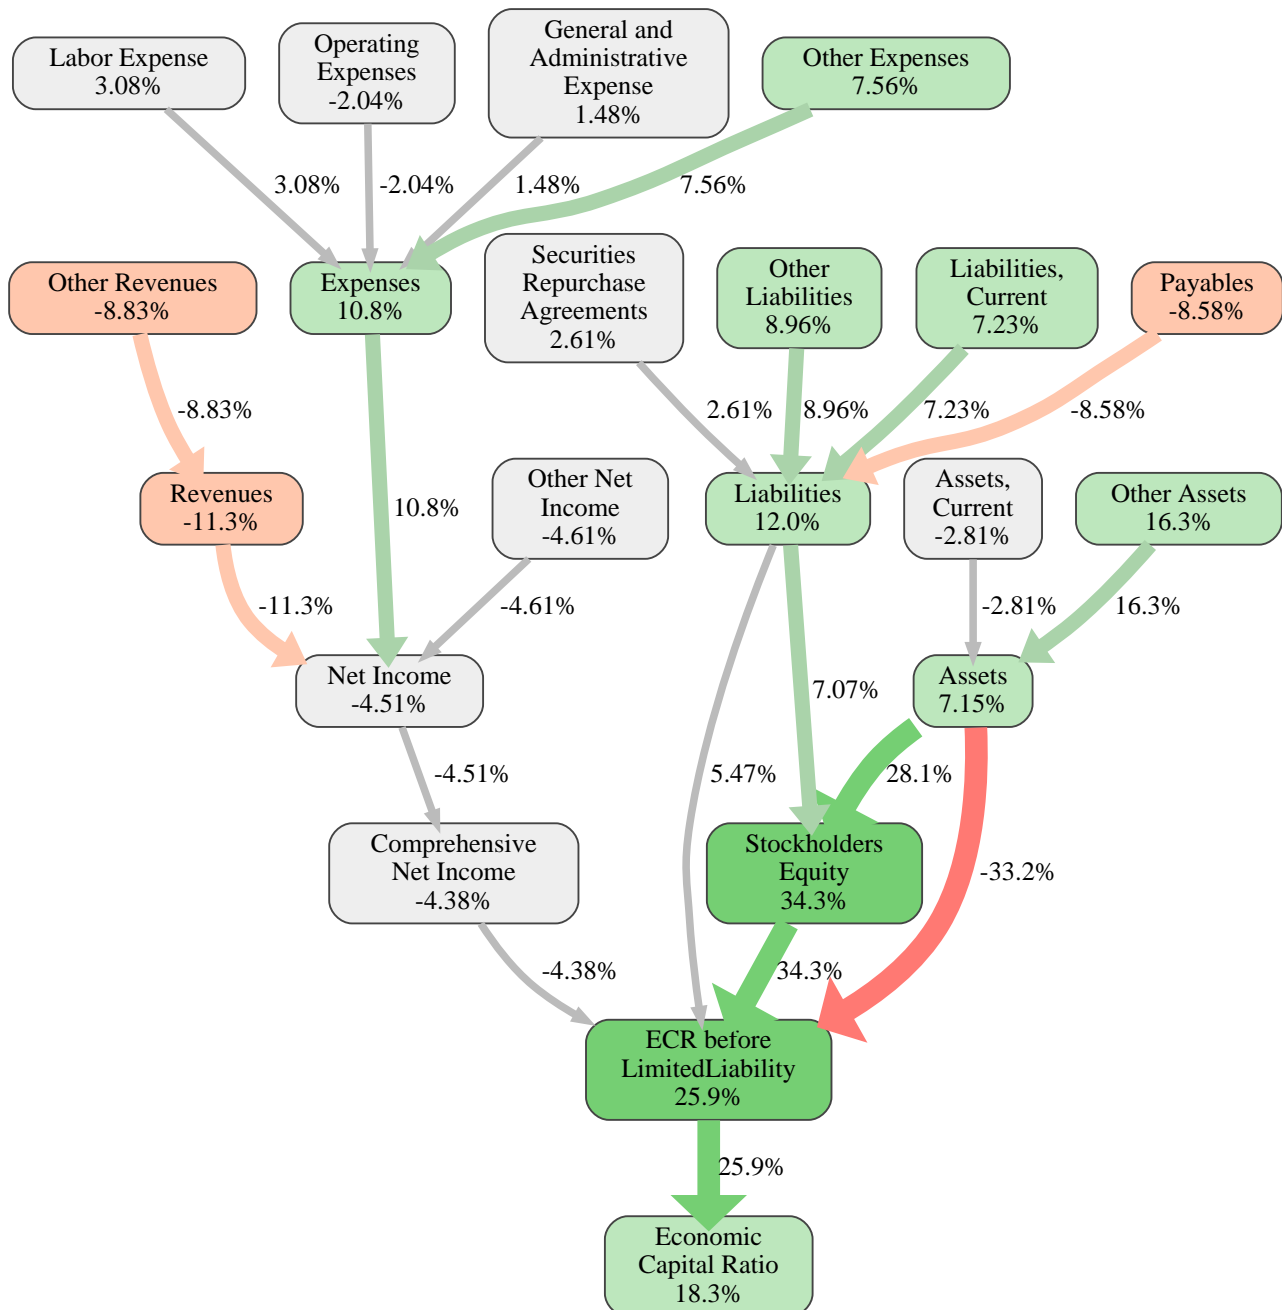 Labor Expense
3.08%
Operating
Expenses
-2.04%
General and
Administrative
Expense
1.48%
Other Expenses
7.56%
3.08%
-2.04%
1.48%
7.56%
Other Revenues
-8.83%
Expenses
10.8%
Securities
Repurchase
Agreements
2.61%
Other
Liabilities
8.96%
Liabilities,
Current
7.23%
Payables
-8.58%
-8.83%
2.61%
8.96%
7.23%
-8.58%
Revenues
-11.3%
10.8%
Other Net
Income
-4.61%
Liabilities
12.0%
Assets,
Current
-2.81%
Other Assets
16.3%
-11.3%
-4.61%
-2.81%
16.3%
Net Income
-4.51%
7.07%
Assets
7.15%
-4.51%
5.47%
28.1%
Comprehensive
Net Income
-4.38%
Stockholders
Equity
34.3%
-33.2%
-4.38%
34.3%
ECR before
LimitedLiability
25.9%
25.9%
Economic
Capital Ratio
18.3%